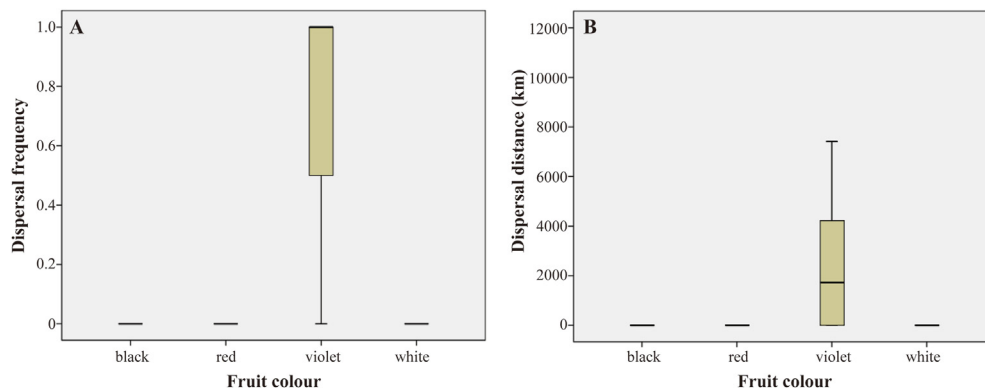 A
Dispersal frequency
1.0
0.8
0.6
0.4
0.2
0
black red violet white
Fruit colour
B
Dispersal distance (km)
12000
10000
8000
6000
4000
2000
0
black red violet white
Fruit colour